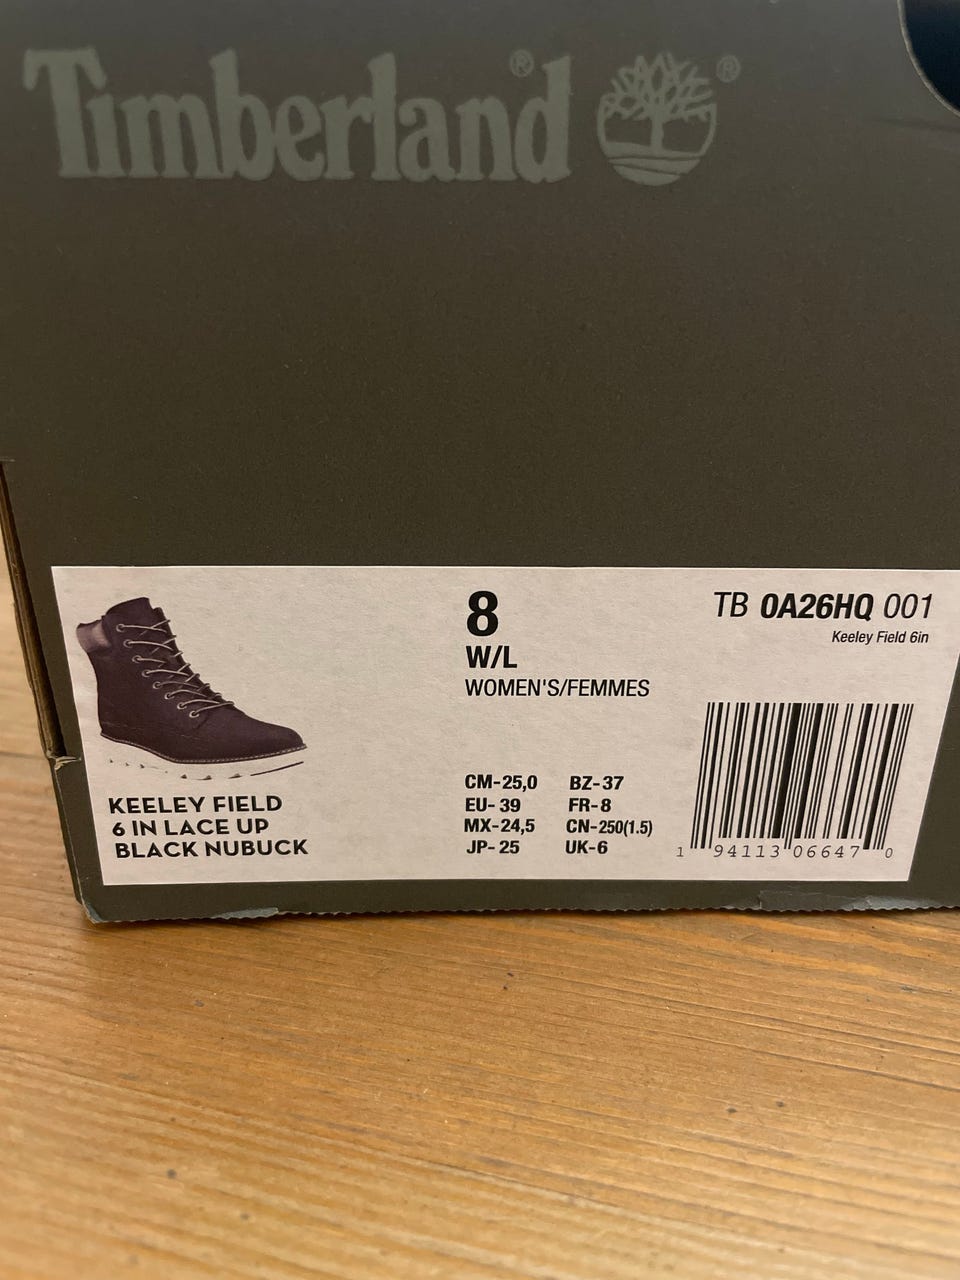 Timberland® ®
8
W/L
WOMEN'S/FEMMES
TB 0A26HQ 001
Keeley Field 6in
KEELEY FIELD
6 IN LACE UP
BLACK NUBUCK
CM-25,0 BZ-37
EU- 39 FR-8
MX-24,5 CN-250(1.5)
JP- 25 UK-6
1 94113 06647 0